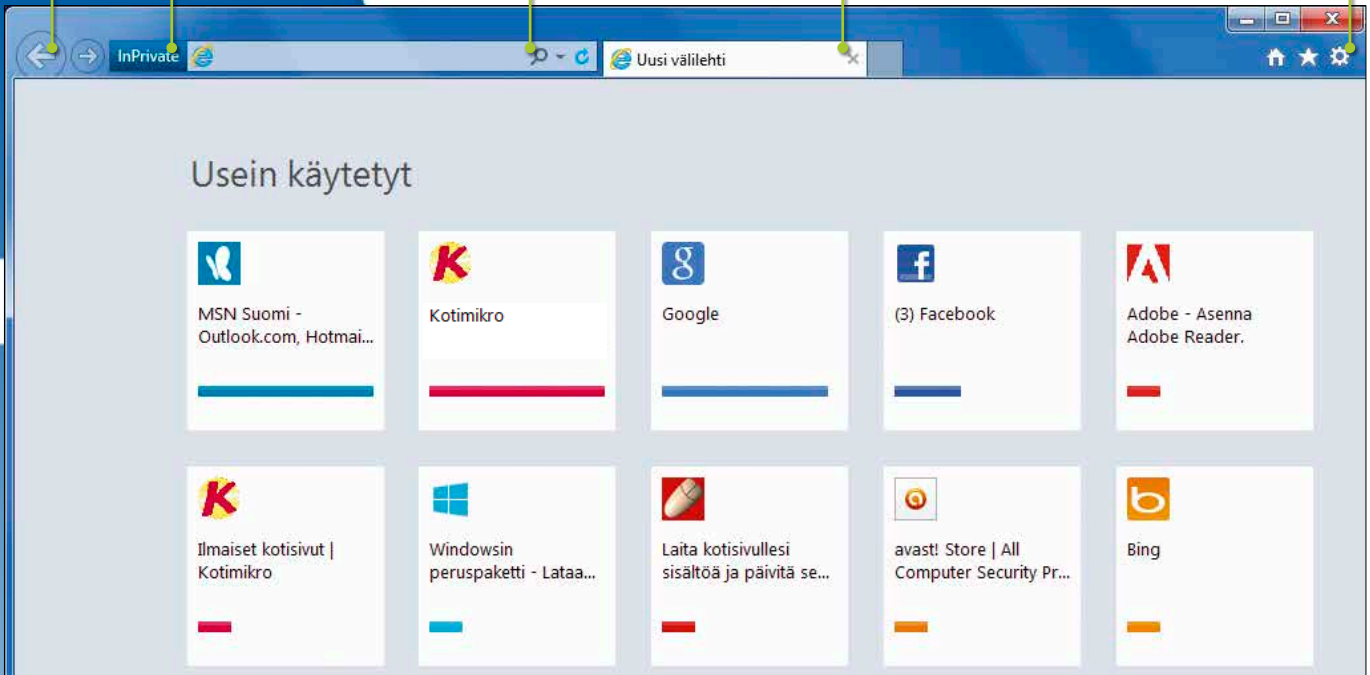 InPrivate
Uusi välilehti
Usein käytetyt
MSN Suomi -
Outlook.com, Hotmai...
Kotimikro
Google
(3) Facebook
Adobe - Asenna
Adobe Reader.
Ilmaiset kotisivut |
Kotimikro
Windowsin
peruspaketti - Lataa...
Laita kotisivullesi
sisältöä ja päivitä se...
avast! Store | All
Computer Security Pr...
Bing